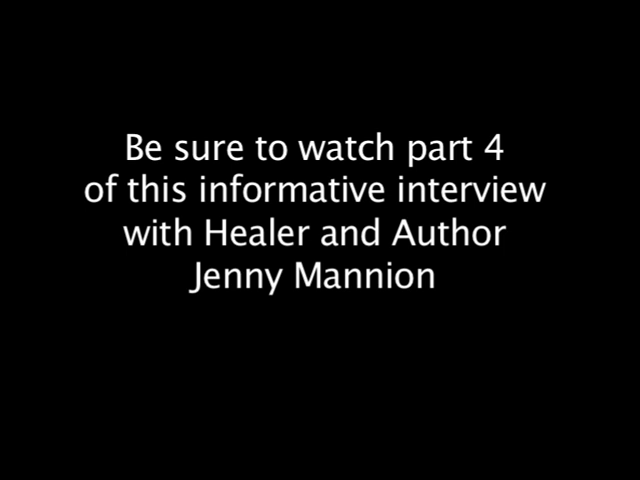 Be sure to watch part 4
of this informative interview
with Healer and Author
Jenny Mannion